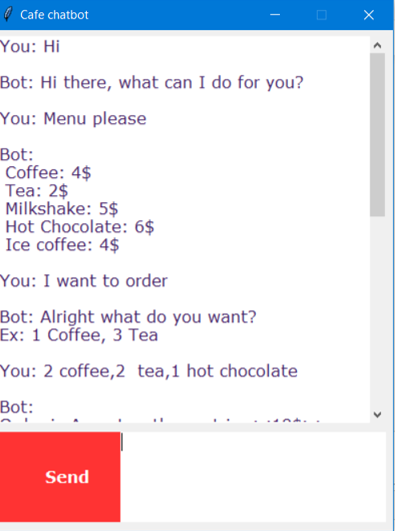 Cafe chatbot
You: Hi
Bot: Hi there, what can I do for you?
You: Menu please
Bot:
Coffee: 4$
Tea: 2$
Milkshake: 5$
Hot Chocolate: 6$
Ice coffee: 4$
You: I want to order
Bot: Alright what do you want?
Ex: 1 Coffee, 3 Tea
You: 2 coffee,2  tea,1 hot chocolate
Bot:
Send